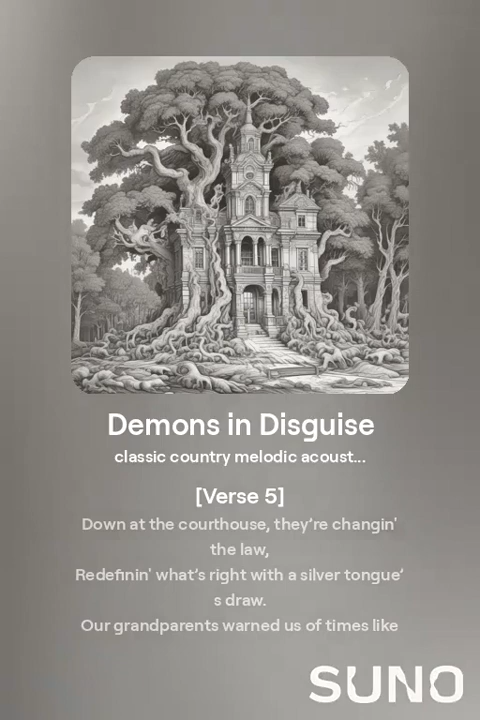 Demons in Disguise
classic country melodic acoust...
[Verse 5]
Down at the courthouse, they’re changin'
the law,
Redefinin' what’s right with a silver tongue’
s draw.
Our grandparents warned us of times like
SUNO